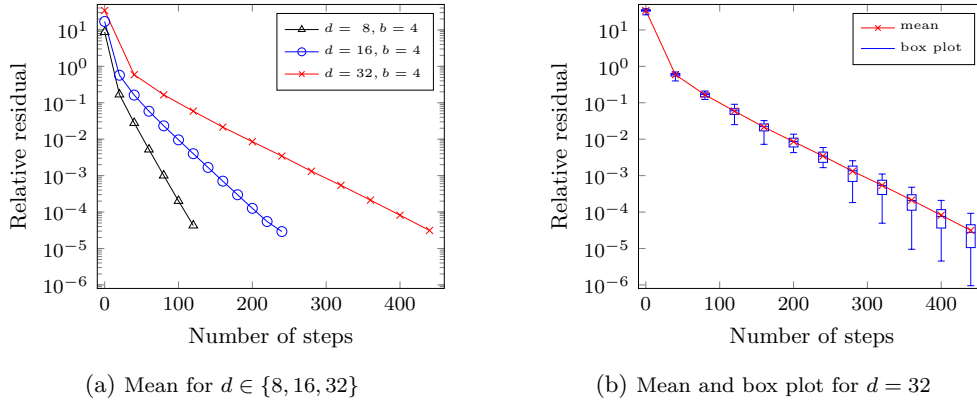 10^1
10^0
10^−1
10^−2
10^−3
10^−4
10^−5
10^−6
Relative residual
0 100 200 300 400
Number of steps
d = 8, b = 4
d = 16, b = 4
d = 32, b = 4
(a) Mean for d ∈ {8, 16, 32}
10^1
10^0
10^−1
10^−2
10^−3
10^−4
10^−5
10^−6
Relative residual
0 100 200 300 400
Number of steps
mean
box plot
(b) Mean and box plot for d = 32